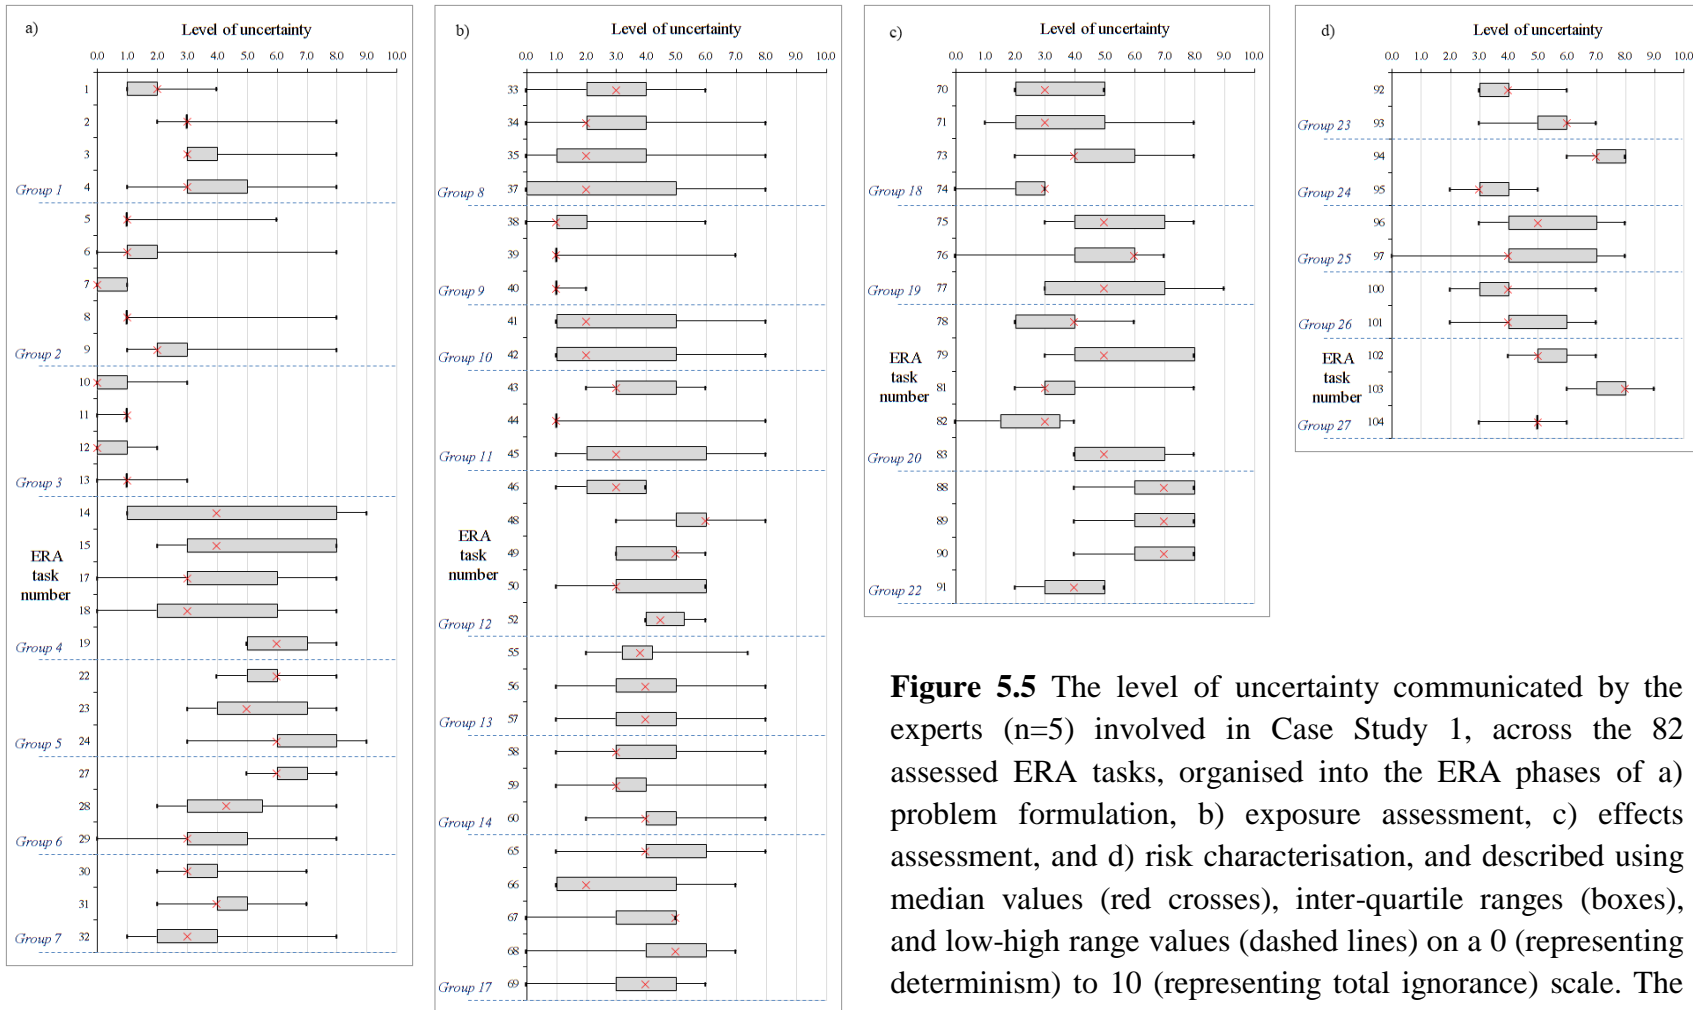 a)
Level of uncertainty
0.0 1.0 2.0 3.0 4.0 5.0 6.0 7.0 8.0 9.0 10.0
1
2
3
Group 1 4
5
6
7
8
Group 2 9
10
11
12
Group 3 13
14
15
17
18
ERA
task
number
Group 4 19
22
23
Group 5 24
27
28
Group 6 29
30
31
Group 7 32
b)
Level of uncertainty
0.0 1.0 2.0 3.0 4.0 5.0 6.0 7.0 8.0 9.0 10.0
33
34
35
Group 8 37
38
39
Group 9 40
41
Group 10 42
43
44
Group 11 45
46
48
49
50
ERA
task
number
Group 12 52
55
56
Group 13 57
58
59
Group 14 60
65
66
67
68
Group 17 69
c)
Level of uncertainty
0.0 1.0 2.0 3.0 4.0 5.0 6.0 7.0 8.0 9.0 10.0
70
71
73
Group 18 74
75
76
Group 19 77
78
79
81
82
ERA
task
number
Group 20 83
88
89
90
Group 22 91
d)
Level of uncertainty
0.0 1.0 2.0 3.0 4.0 5.0 6.0 7.0 8.0 9.0 10.0
92
Group 23 93
94
Group 24 95
96
Group 25 97
100
Group 26 101
102
103
ERA
task
number
Group 27 104
Figure 5.5 The level of uncertainty communicated by the
experts (n=5) involved in Case Study 1, across the 82
assessed ERA tasks, organised into the ERA phases of a)
problem formulation, b) exposure assessment, c) effects
assessment, and d) risk characterisation, and described using
median values (red crosses), inter-quartile ranges (boxes),
and low-high range values (dashed lines) on a 0 (representing
determinism) to 10 (representing total ignorance) scale. The